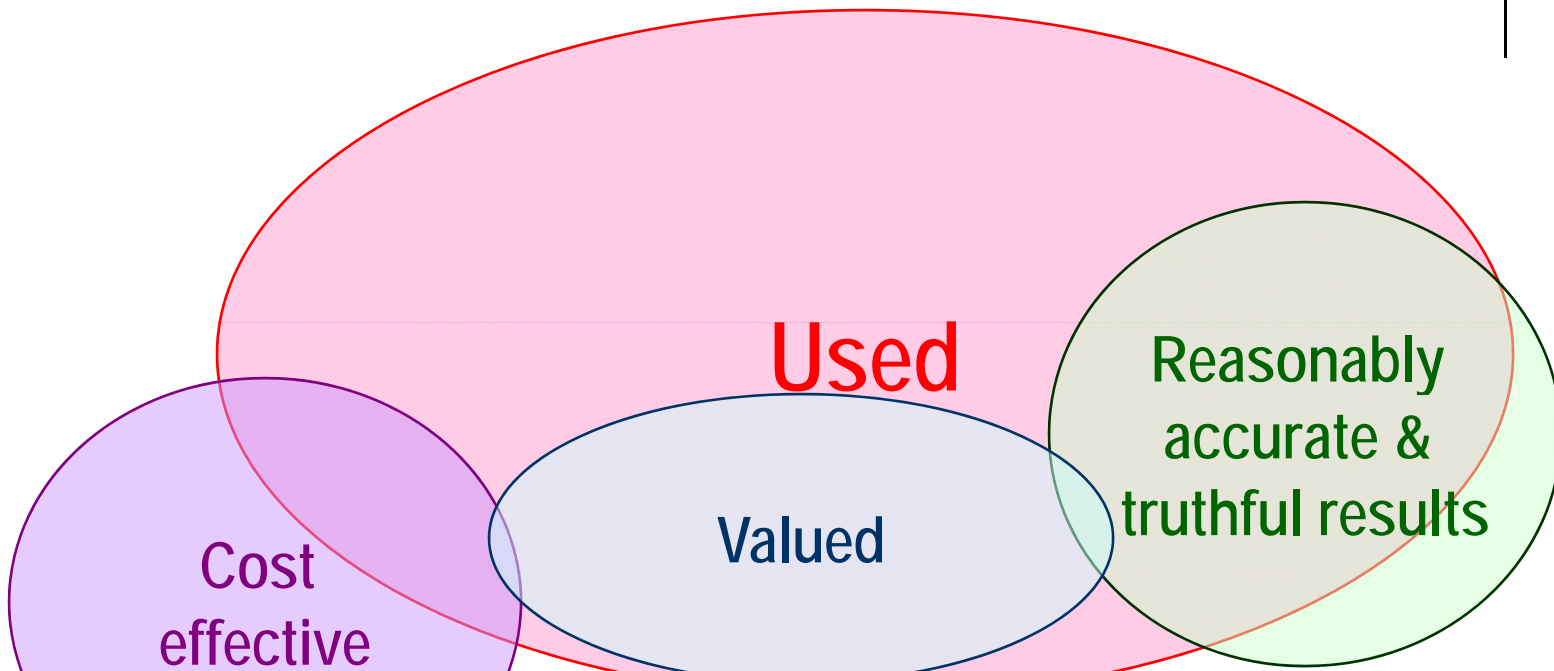 Used
Reasonably
accurate &
truthful results
Valued
Cost
effective